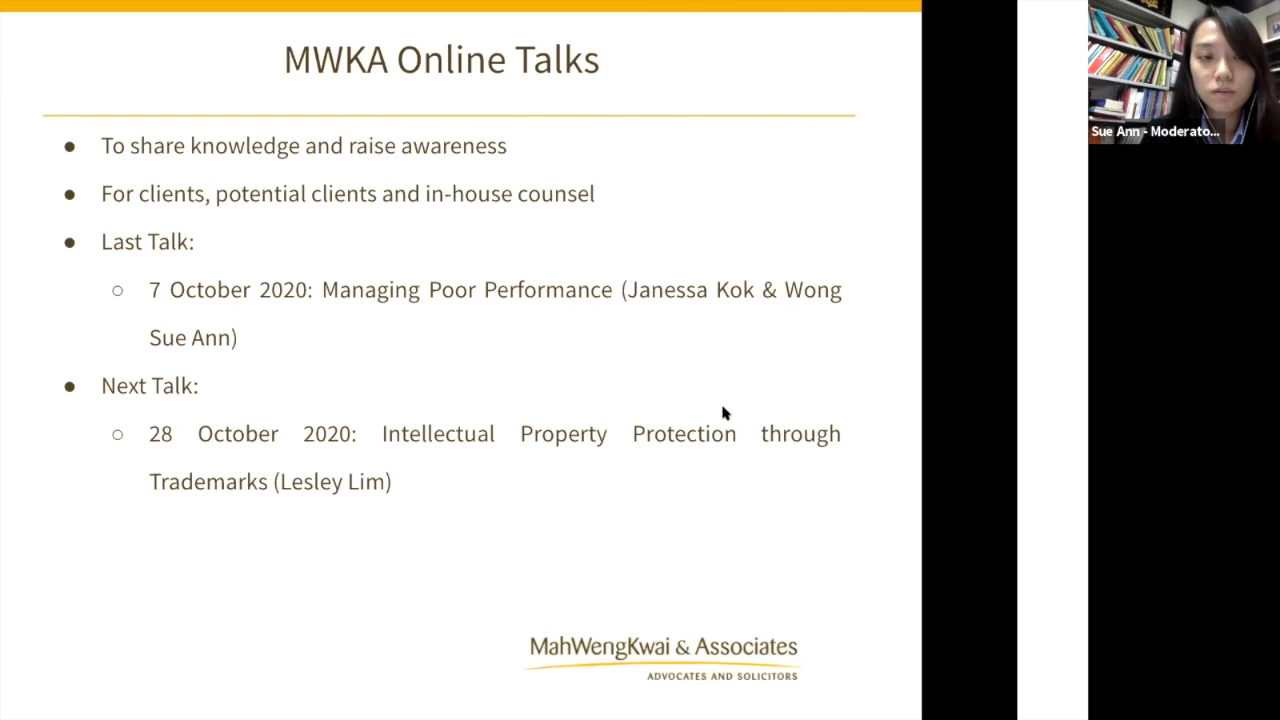 MWKA Online Talks
● To share knowledge and raise awareness
● For clients, potential clients and in-house counsel
● Last Talk:
○ 7 October 2020: Managing Poor Performance (Janessa Kok & Wong
Sue Ann)
● Next Talk:
○ 28 October 2020: Intellectual Property Protection through
Trademarks (Lesley Lim)
MahWengKwai & Associates
ADVOCATES AND SOLICITORS
Sue Ann - Moderato...